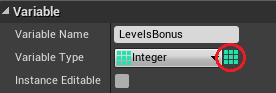 Variable
Variable Name LevelsBonus
Variable Type Integer
Instance Editable